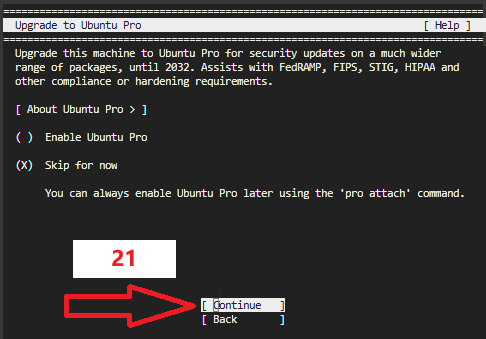 Upgrade to Ubuntu Pro [ Help ]
Upgrade this machine to Ubuntu Pro for security updates on a much wider
range of packages, until 2032. Assists with FedRAMP, FIPS, STIG, HIPAA and
other compliance or hardening requirements.
[ About Ubuntu Pro > ]
( ) Enable Ubuntu Pro
(X) Skip for now
You can always enable Ubuntu Pro later using the 'pro attach' command.
21
[ Continue ]
[ Back ]